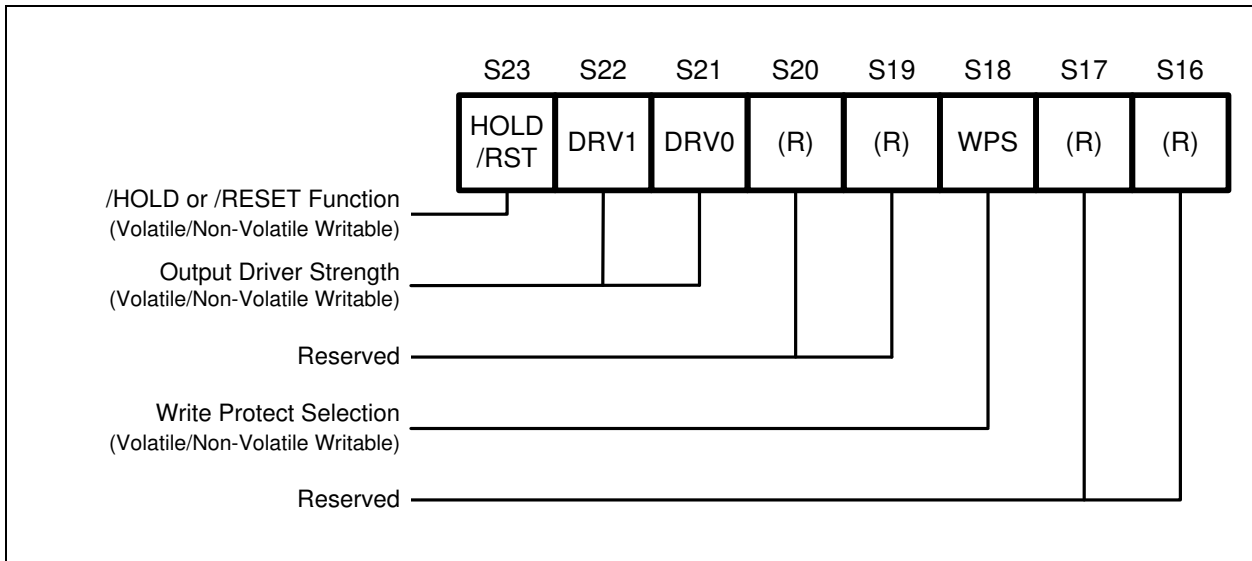 S23 S22 S21 S20 S19 S18 S17 S16
HOLD
/RST DRV1 DRV0 (R) (R) WPS (R) (R)
/HOLD or /RESET Function
(Volatile/Non-Volatile Writable)
Output Driver Strength
(Volatile/Non-Volatile Writable)
Reserved
Write Protect Selection
(Volatile/Non-Volatile Writable)
Reserved